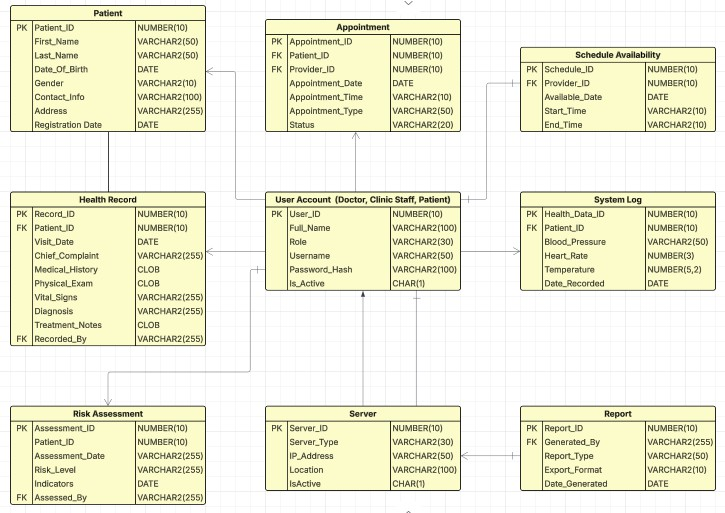 Patient
PK Patient_ID NUMBER(10)
First_Name VARCHAR2(50)
Last_Name VARCHAR2(50)
Date_Of_Birth DATE
Gender VARCHAR2(10)
Contact_Info VARCHAR2(100)
Address VARCHAR2(255)
Registration Date DATE
Appointment
PK Appointment_ID NUMBER(10)
FK Patient_ID NUMBER(10)
FK Provider_ID NUMBER(10)
Appointment_Date DATE
Appointment_Time VARCHAR2(10)
Appointment_Type VARCHAR2(50)
Status VARCHAR2(20)
Schedule Availability
PK Schedule_ID NUMBER(10)
FK Provider_ID NUMBER(10)
Available_Date DATE
Start_Time VARCHAR2(10)
End_Time VARCHAR2(10)
Health Record
PK Record_ID NUMBER(10)
FK Patient_ID NUMBER(10)
Visit_Date DATE
Chief_Complaint VARCHAR2(255)
Medical_History CLOB
Physical_Exam CLOB
Vital_Signs VARCHAR2(255)
Diagnosis VARCHAR2(255)
Treatment_Notes CLOB
FK Recorded_By VARCHAR2(255)
User Account (Doctor, Clinic Staff, Patient)
PK User_ID NUMBER(10)
Full_Name VARCHAR2(100)
Role VARCHAR2(30)
Username VARCHAR2(50)
Password_Hash VARCHAR2(100)
Is_Active CHAR(1)
System Log
PK Health_Data_ID NUMBER(10)
FK Patient_ID NUMBER(10)
Blood_Pressure VARCHAR2(50)
Heart_Rate NUMBER(3)
Temperature NUMBER(5,2)
Date_Recorded DATE
Risk Assessment
PK Assessment_ID NUMBER(10)
Patient_ID NUMBER(10)
Assessment_Date VARCHAR2(255)
Risk_Level VARCHAR2(255)
Indicators DATE
FK Assessed_By VARCHAR2(255)
Server
PK Server_ID NUMBER(10)
Server_Type VARCHAR2(30)
IP_Address VARCHAR2(50)
Location VARCHAR2(100)
IsActive CHAR(1)
Report
PK Report_ID NUMBER(10)
FK Generated_By VARCHAR2(255)
Report_Type VARCHAR2(50)
Export_Format VARCHAR2(10)
Date_Generated DATE